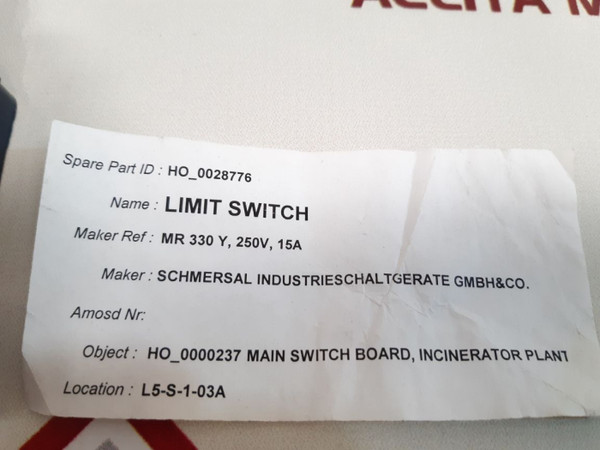 Spare Part ID : HO_0028776
Name : LIMIT SWITCH
Maker Ref : MR 330 Y, 250V, 15A
Maker : SCHMERSAL INDUSTRIESCHALTGERATE GMBH&CO.
Amosd Nr:
Object : HO_0000237 MAIN SWITCH BOARD, INCINERATOR PLANT
Location : L5-S-1-03A